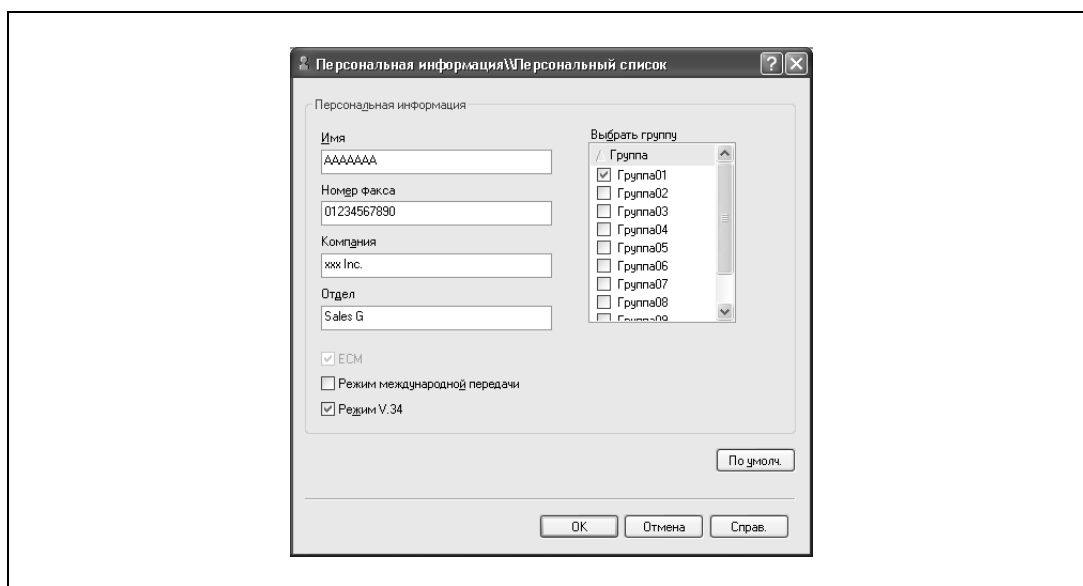 Персональная информация\\Персональный список
Персональная информация
Имя
AAAAAAA
Номер факса
01234567890
Компания
xxx Inc.
Отдел
Sales G
ECM
Режим международной передачи
Режим V.34
Выбрать группу
Группа
Группа01
Группа02
Группа03
Группа04
Группа05
Группа06
Группа07
Группа08
Группа09
По умолч.
OK
Отмена
Справ.